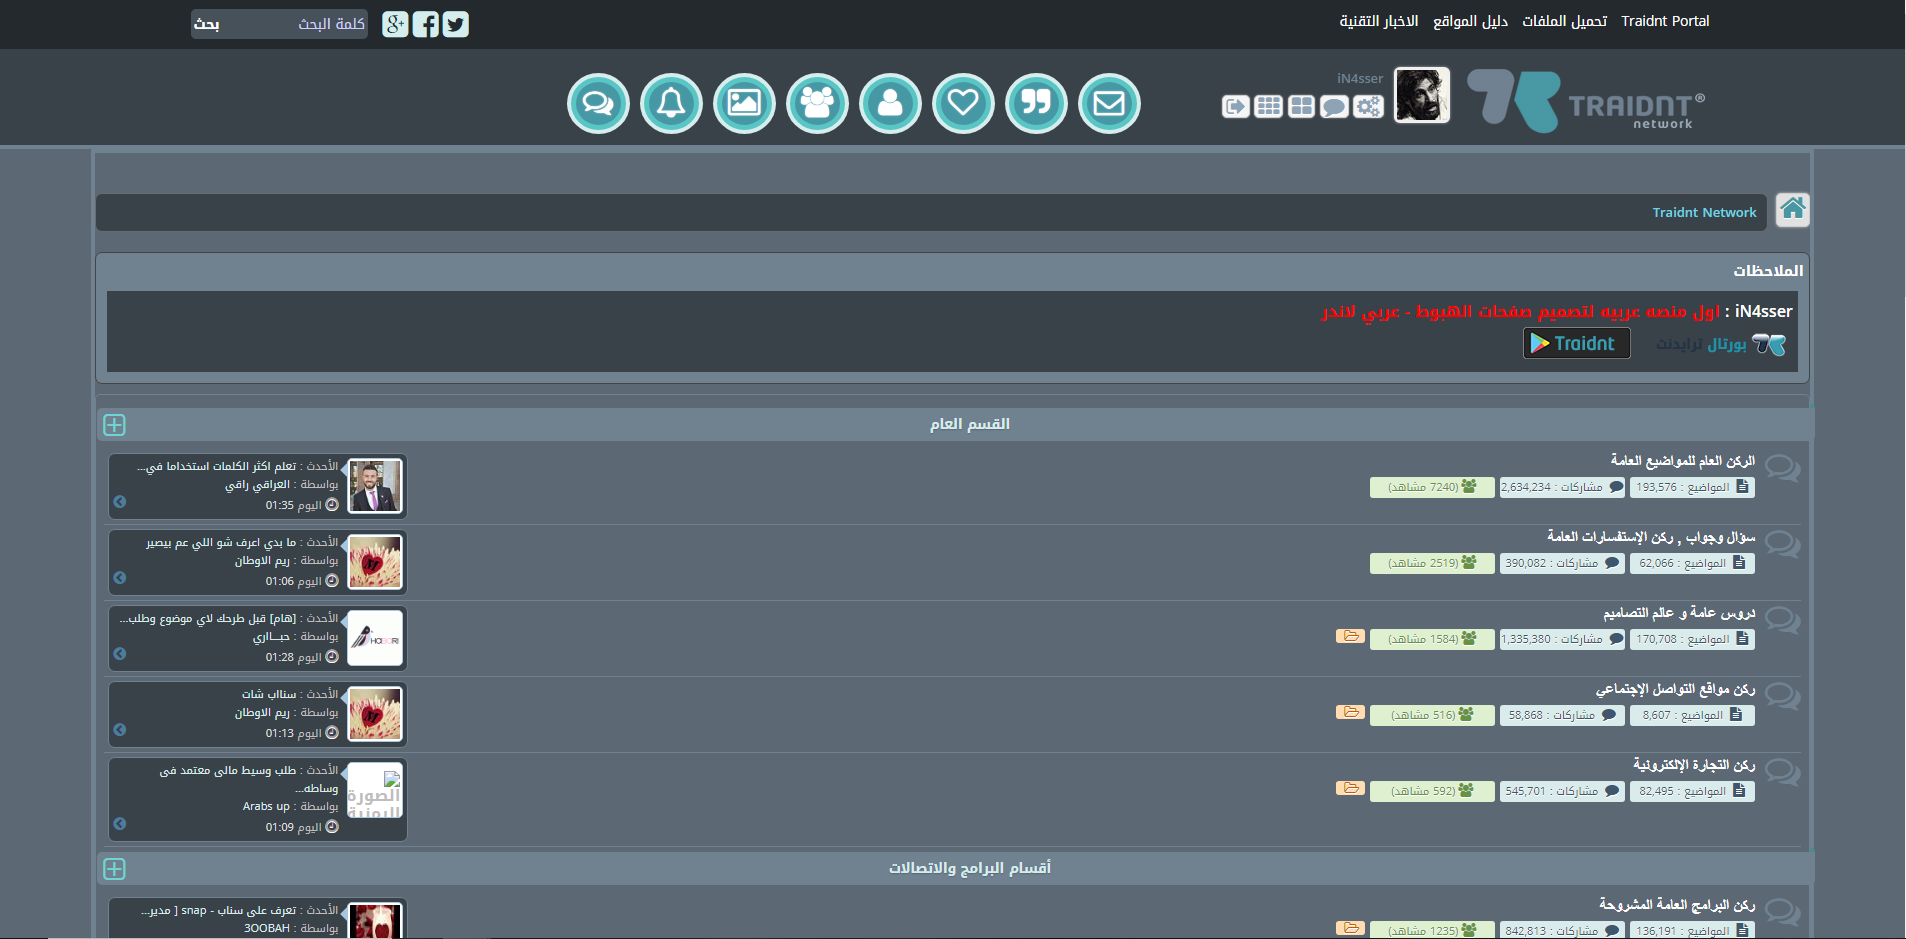 Traidnt Portal تحميل الملفات دليل المواقع الاخبار التقنية
كلمة البحث بحث
iN4sser
TRAIDNT®
network
Traidnt Network
الملاحظات
iN4sser : اول منصه عربيه لتصميم صفحات الهبوط - عربي لاندر
بورتال ترايدنت Traidnt
القسم العام
الركن العام للمواضيع العامة
المواضيع : 193,576 مشاركات : 2,634,234 (7240 مشاهد)
الأحدث : تعلم اكثر الكلمات استخداما في...
بواسطة : العراقي راقي
اليوم 01:35
سؤال وجواب , ركن الإستفسارات العامة
المواضيع : 62,066 مشاركات : 390,082 (2519 مشاهد)
الأحدث : ما بدي اعرف شو اللي عم بيصير
بواسطة : ريم الاوطان
اليوم 01:06
دروس عامة و عالم التصاميم
المواضيع : 170,708 مشاركات : 1,335,380 (1584 مشاهد)
الأحدث : [هام] قبل طرحك لاي موضوع وطلب...
بواسطة : حبــــااري
اليوم 01:28
HABARI
ركن مواقع التواصل الإجتماعي
المواضيع : 8,607 مشاركات : 58,868 (516 مشاهد)
الأحدث : سنااب شات
بواسطة : ريم الاوطان
اليوم 01:13
ركن التجارة الإلكترونية
المواضيع : 82,495 مشاركات : 545,701 (592 مشاهد)
الأحدث : طلب وسيط مالى معتمد فى
وساطه...
بواسطة : Arabs up
اليوم 01:09
الصورة
الرمزية
أقسام البرامج والاتصالات
ركن البرامج العامة المشروحة
المواضيع : 136,191 مشاركات : 842,813 (1235 مشاهد)
الأحدث : تعرف على سناب - snap [ مدير...
بواسطة : 3OOBAH